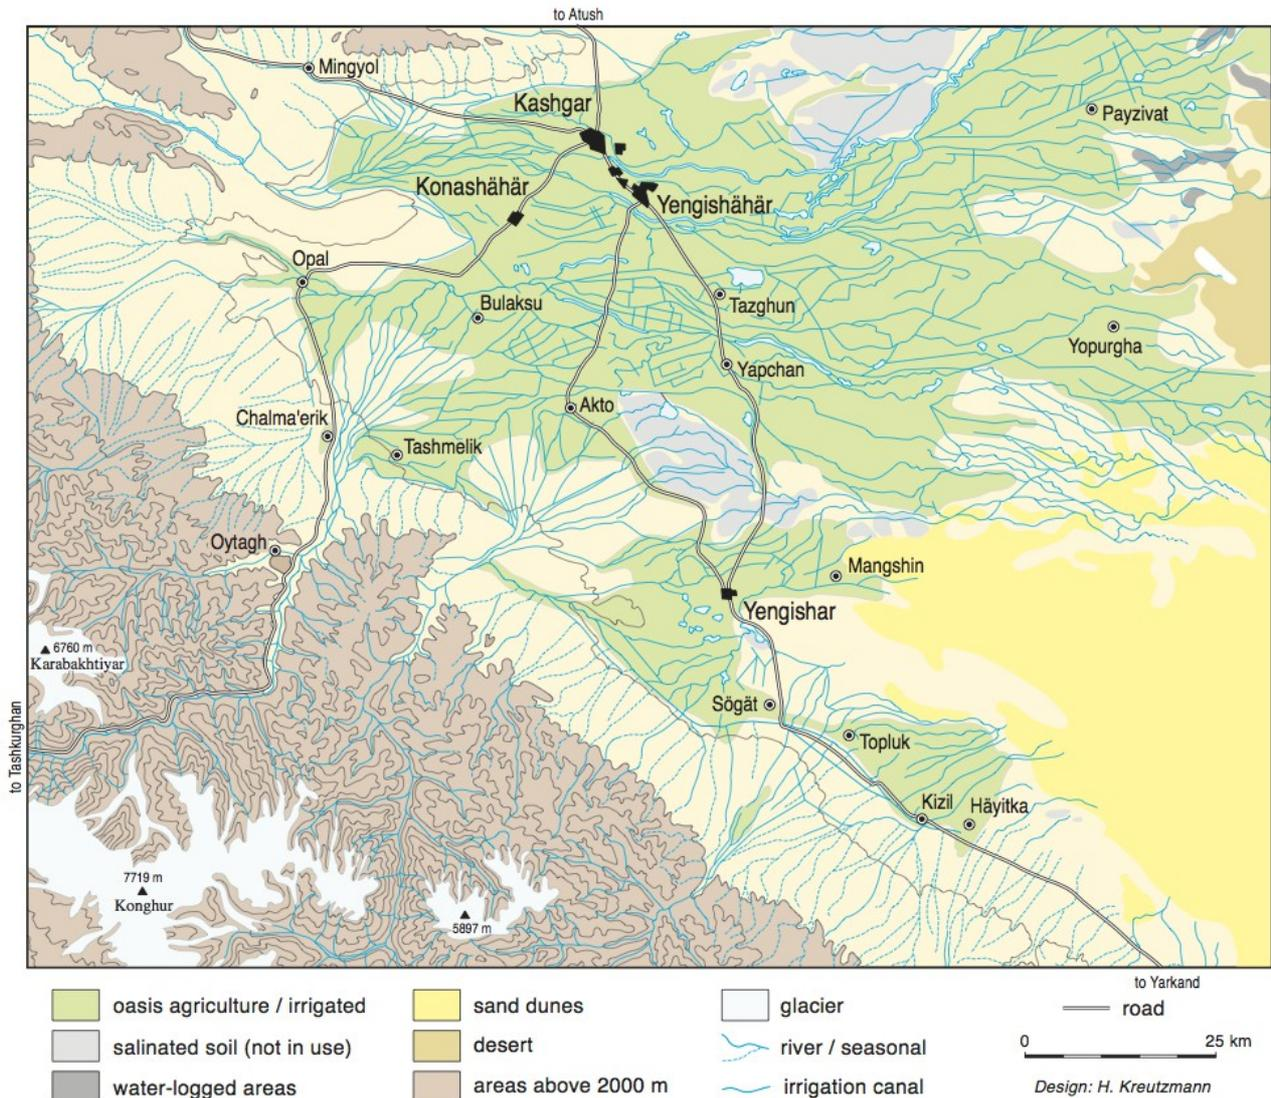 to Atush
Mingyol
Kashgar
Payzivat
Konashähär
Yengishähär
Opal
Bulaksu
Tazghun
Yopurgha
Yapchan
Akto
Chalma'erik
Tashmelik
Oytagh
Mangshin
Yengishar
6760 m
Karabakhtiyar
Sögät
to Tashkurghan
Topluk
Kizil
Häyitka
7719 m
Konghur
5897 m
to Yarkand
oasis agriculture / irrigated
sand dunes
glacier
road
salinated soil (not in use)
desert
river / seasonal
0 25 km
water-logged areas
areas above 2000 m
irrigation canal
Design: H. Kreutzmann